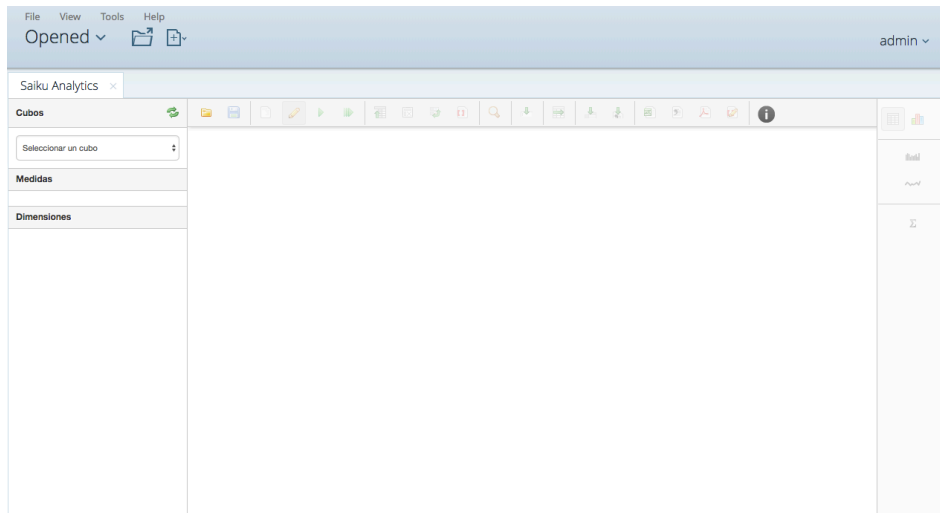 File View Tools Help
Opened
admin
Saiku Analytics
Cubos
Seleccionar un cubo
Medidas
Dimensiones